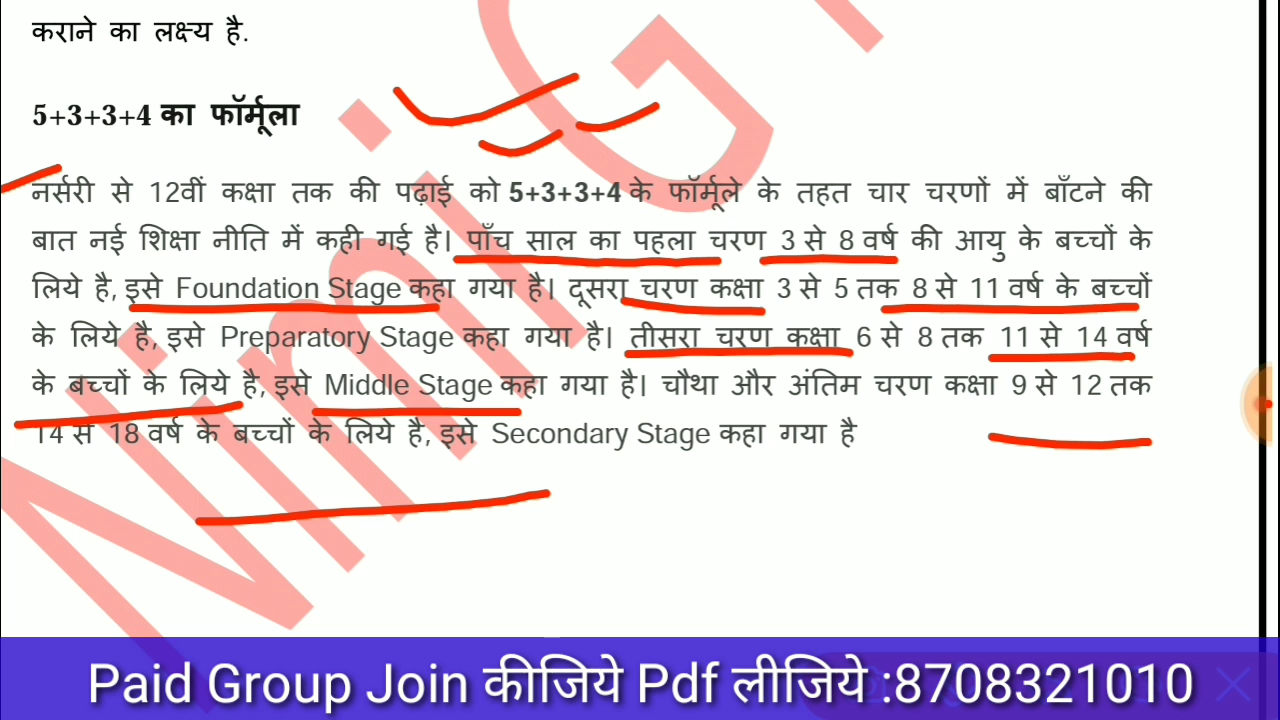 कराने का लक्ष्य है.
5+3+3+4 का फॉर्मूला
नर्सरी से 12वीं कक्षा तक की पढ़ाई को 5+3+3+4 के फॉर्मूले के तहत चार चरणों में बाँटने की
बात नई शिक्षा नीति में कही गई है। पाँच साल का पहला चरण 3 से 8 वर्ष की आयु के बच्चों के
लिये है, इसे Foundation Stage कहा गया है। दूसरा चरण कक्षा 3 से 5 तक 8 से 11 वर्ष के बच्चों
के लिये है, इसे Preparatory Stage कहा गया है। तीसरा चरण कक्षा 6 से 8 तक 11 से 14 वर्ष
के बच्चों के लिये है, इसे Middle Stage कहा गया है। चौथा और अंतिम चरण कक्षा 9 से 12 तक
14 से 18 वर्ष के बच्चों के लिये है, इसे Secondary Stage कहा गया है
Paid Group Join कीजिये Pdf लीजिये :8708321010